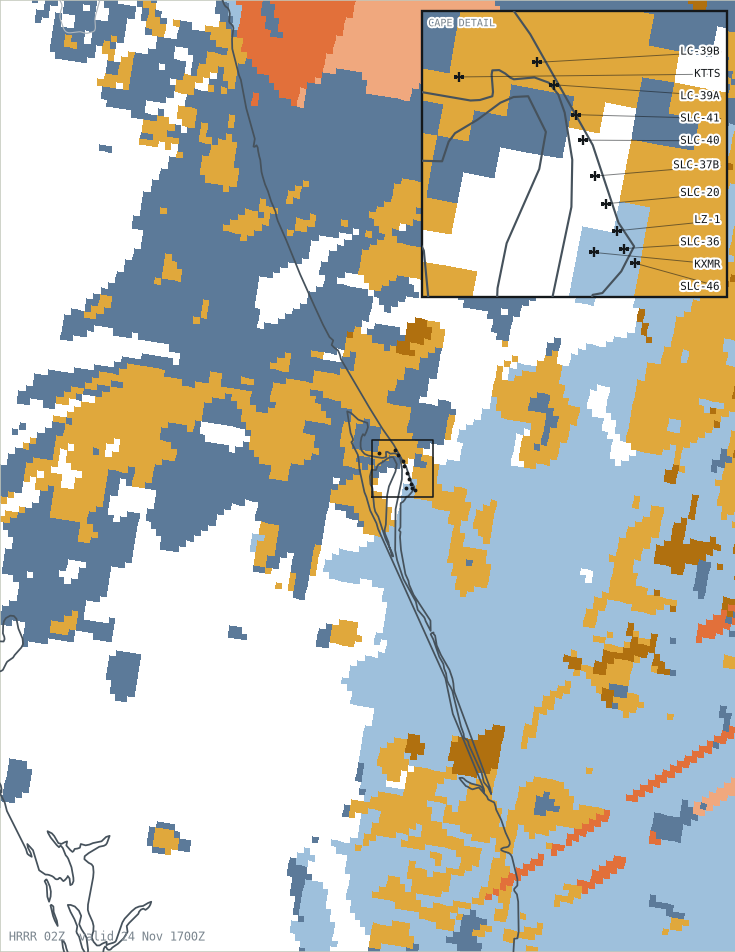 CAPE DETAIL
LC-39B
KTTS
LC-39A
SLC-41
SLC-40
SLC-37B
SLC-20
LZ-1
SLC-36
KXMR
SLC-46
HRRR 02Z valid 24 Nov 1700Z